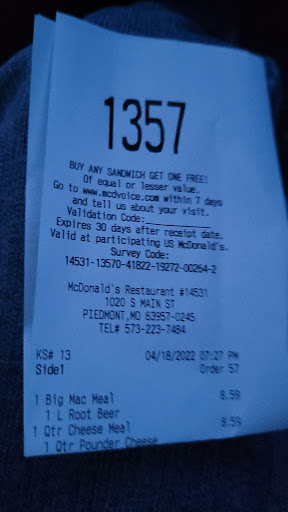 1357
BUY ANY SANDWICH GET ONE FREE!
Of equal or lesser value.
Go to www.mcdvoice.com within 7 days
and tell us about your visit.
Validation Code:
Expires 30 days after receipt date.
Valid at participating US McDonald's.
Survey Code:
14531-13570-41822-19272-00264-2
McDonald's Restaurant #14531
1020 S MAIN ST
PIEDMONT,MO 63957-0245
TEL# 573-223-7484
KS# 13 04/18/2022 07:27 PM
Side1 Order 57
1 Big Mac Meal 8.59
1 L Root Beer
1 Qtr Cheese Meal 8.59
1 Qtr Pounder Cheese